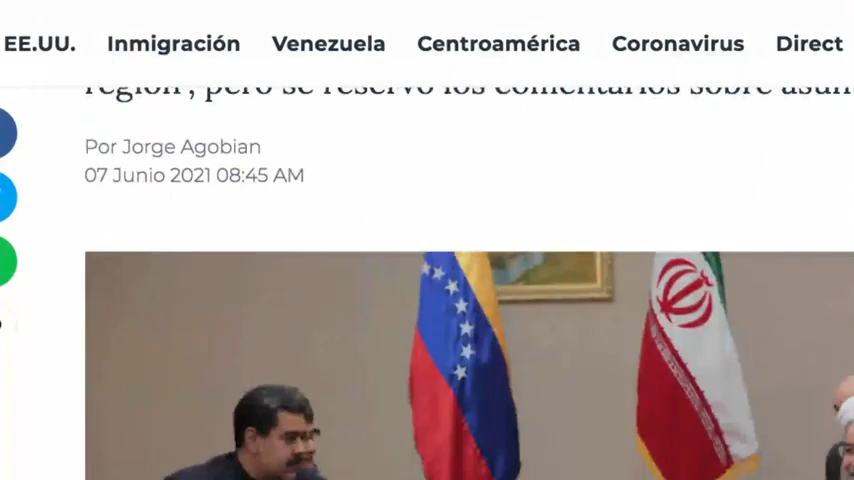 EE.UU. Inmigración Venezuela Centroamérica Coronavirus Direct
región", pero se reservó los comentarios sobre asun
Por Jorge Agobian
07 Junio 2021 08:45 AM